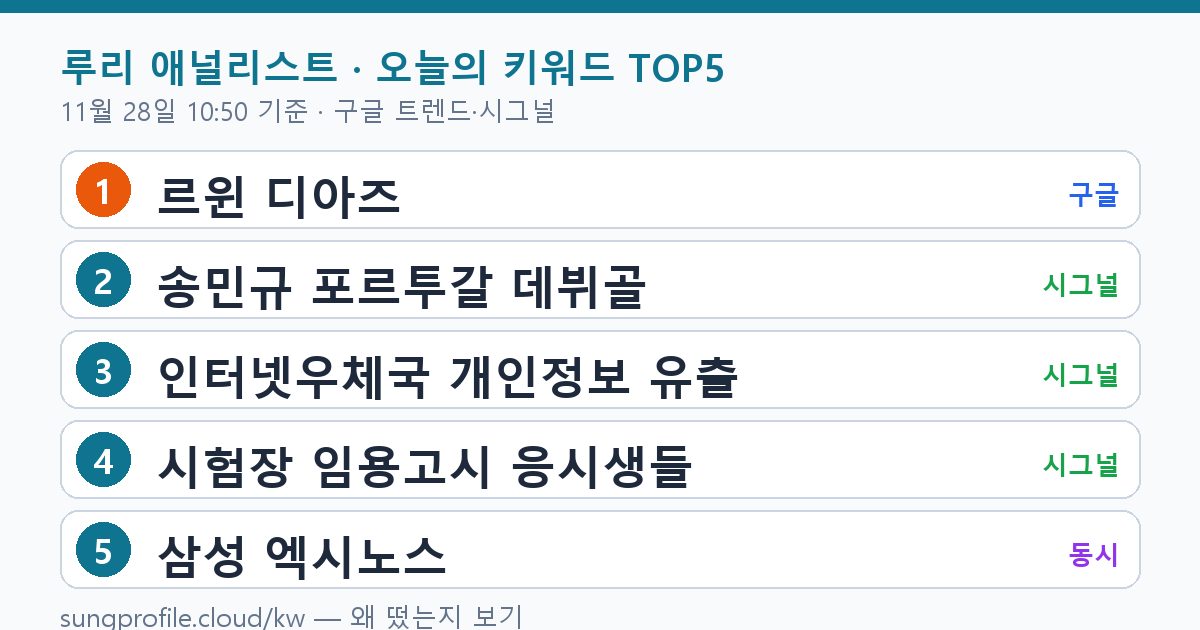 루리 애널리스트 · 오늘의 키워드 TOP5
11월 28일 10:50 기준 · 구글 트렌드·시그널
1 르윈 디아즈 구글
2 송민규 포르투갈 데뷔골 시그널
3 인터넷우체국 개인정보 유출 시그널
4 시험장 임용고시 응시생들 시그널
5 삼성 엑시노스 동시
sungprofile.cloud/kw — 왜 떴는지 보기